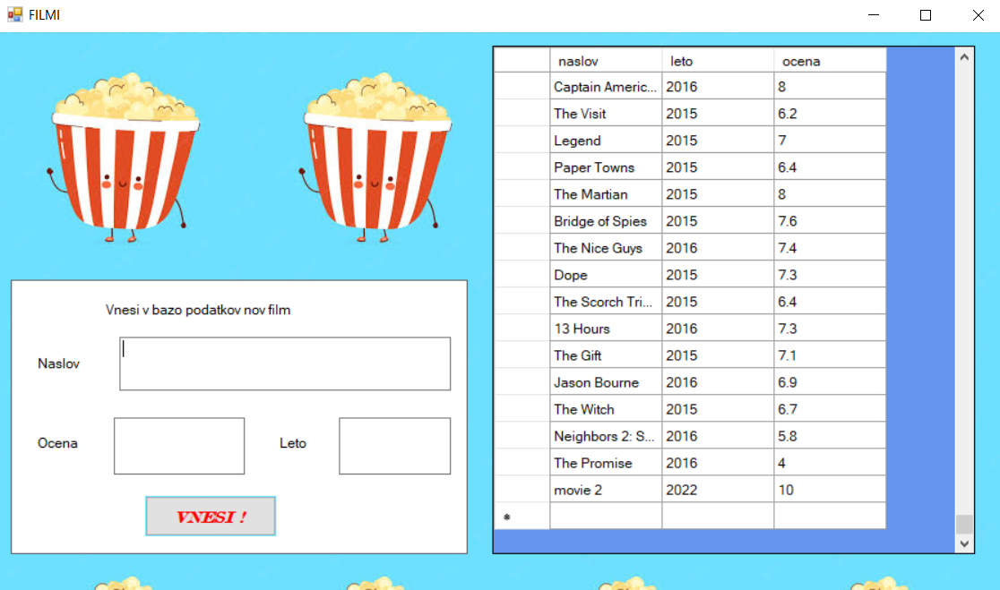 FILMI
Vnesi v bazo podatkov nov film
Naslov
Ocena
Leto
VNESI !
naslov leto ocena
Captain Americ... 2016 8
The Visit 2015 6.2
Legend 2015 7
Paper Towns 2015 6.4
The Martian 2015 8
Bridge of Spies 2015 7.6
The Nice Guys 2016 7.4
Dope 2015 7.3
The Scorch Tri... 2015 6.4
13 Hours 2016 7.3
The Gift 2015 7.1
Jason Bourne 2016 6.9
The Witch 2015 6.7
Neighbors 2: S... 2016 5.8
The Promise 2016 4
movie 2 2022 10
*